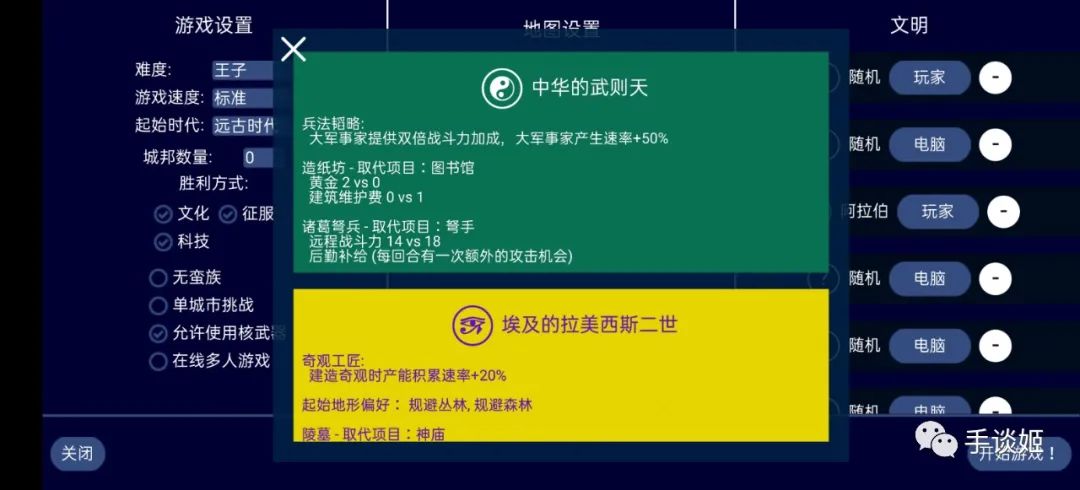 游戏设置
地图设置
文明
难度:
王子
游戏速度:
标准
起始时代:
远古时代
城邦数量:
0
胜利方式:
文化
征服
科技
无蛮族
单城市挑战
允许使用核武器
在线多人游戏
关闭
中华的武则天
兵法韬略:
大军事家提供双倍战斗力加成，大军事家产生速率+50%
造纸坊 - 取代项目：图书馆
黄金 2 vs 0
建筑维护费 0 vs 1
诸葛弩兵 - 取代项目：弩手
远程战斗力 14 vs 18
后勤补给 (每回合有一次额外的攻击机会)
埃及的拉美西斯二世
奇观工匠:
建造奇观时产能积累速率+20%
起始地形偏好： 规避丛林, 规避森林
陵墓 - 取代项目：神庙
随机
玩家
-
随机
电脑
-
阿拉伯
玩家
-
随机
电脑
-
随机
电脑
-
随机
电脑
-
开始游戏！
手谈姬